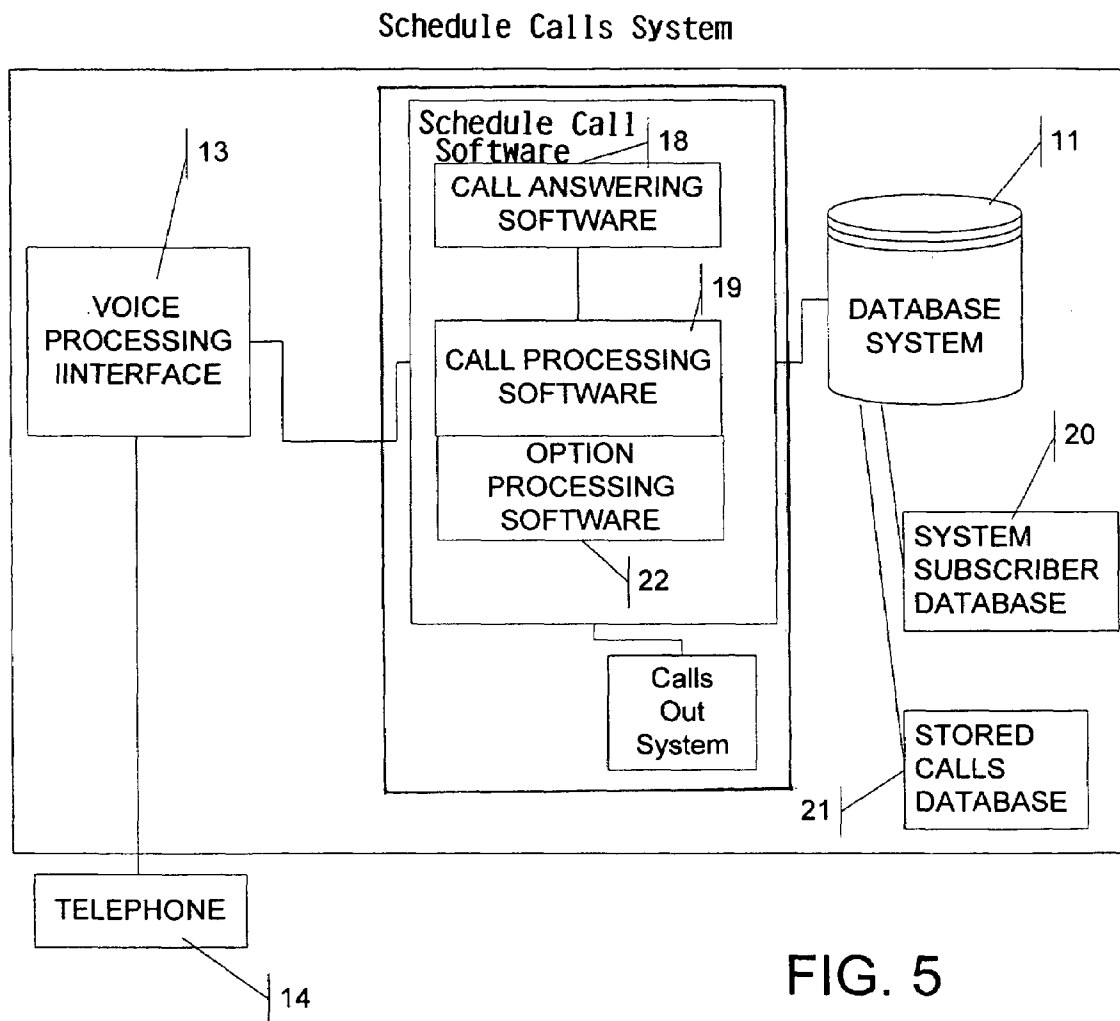 Schedule Calls System
Schedule Call
Software
13
18
11
CALL ANSWERING
SOFTWARE
19
VOICE
PROCESSING
IINTERFACE
DATABASE
SYSTEM
CALL PROCESSING
SOFTWARE
OPTION
PROCESSING
SOFTWARE
20
22
SYSTEM
SUBSCRIBER
DATABASE
Calls
Out
System
STORED
CALLS
DATABASE
21
TELEPHONE
14
FIG. 5